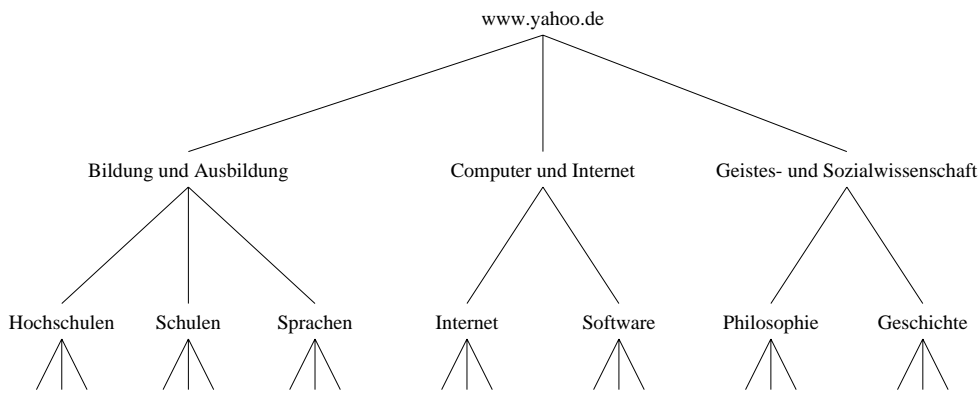 www.yahoo.de
Bildung und Ausbildung Computer und Internet Geistes- und Sozialwissenschaft
Hochschulen Schulen Sprachen Internet Software Philosophie Geschichte